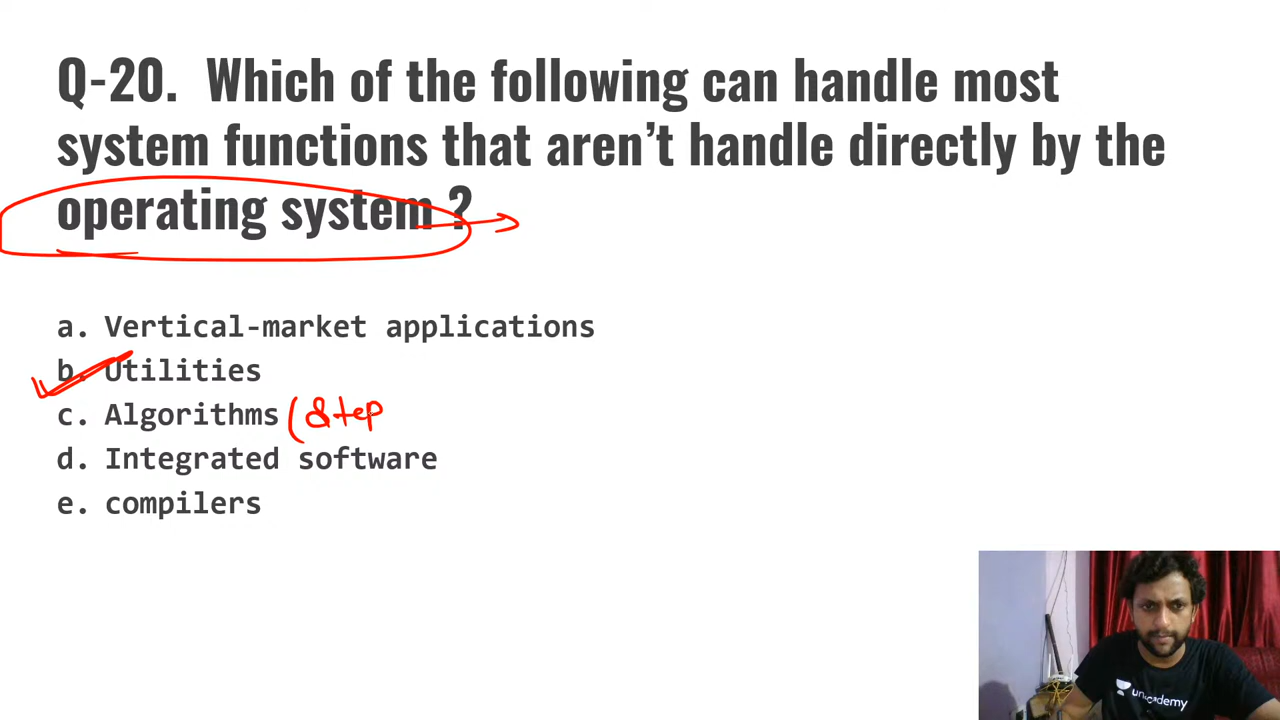 Q-20. Which of the following can handle most
system functions that aren’t handle directly by the
operating system ?
a. Vertical-market applications
b. Utilities
c. Algorithms (step
d. Integrated software
e. compilers
unacademy